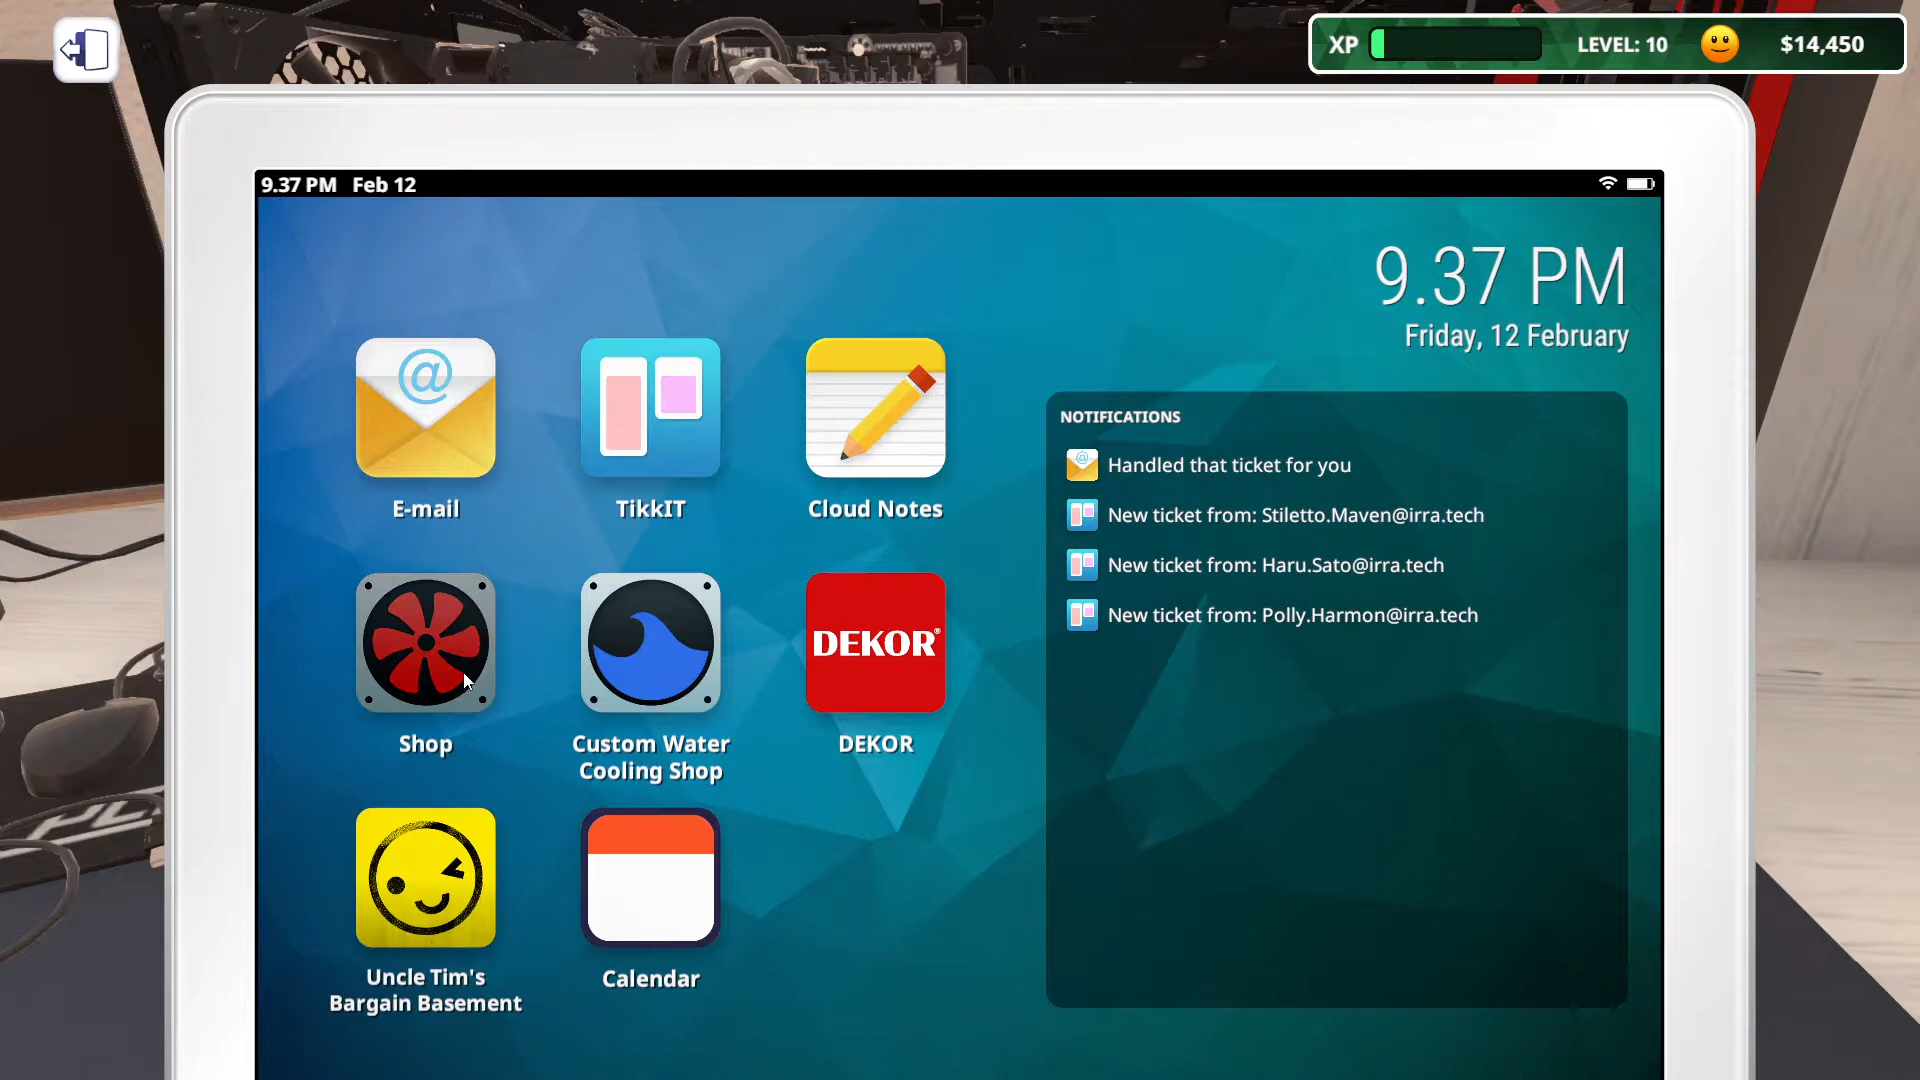 XP
LEVEL: 10
$14,450
9.37 PM Feb 12
9.37 PM
Friday, 12 February
E-mail
TikkIT
Cloud Notes
DEKOR®
Shop
Custom Water
Cooling Shop
DEKOR
Uncle Tim's
Bargain Basement
Calendar
NOTIFICATIONS
Handled that ticket for you
New ticket from: Stiletto.Maven@irra.tech
New ticket from: Haru.Sato@irra.tech
New ticket from: Polly.Harmon@irra.tech